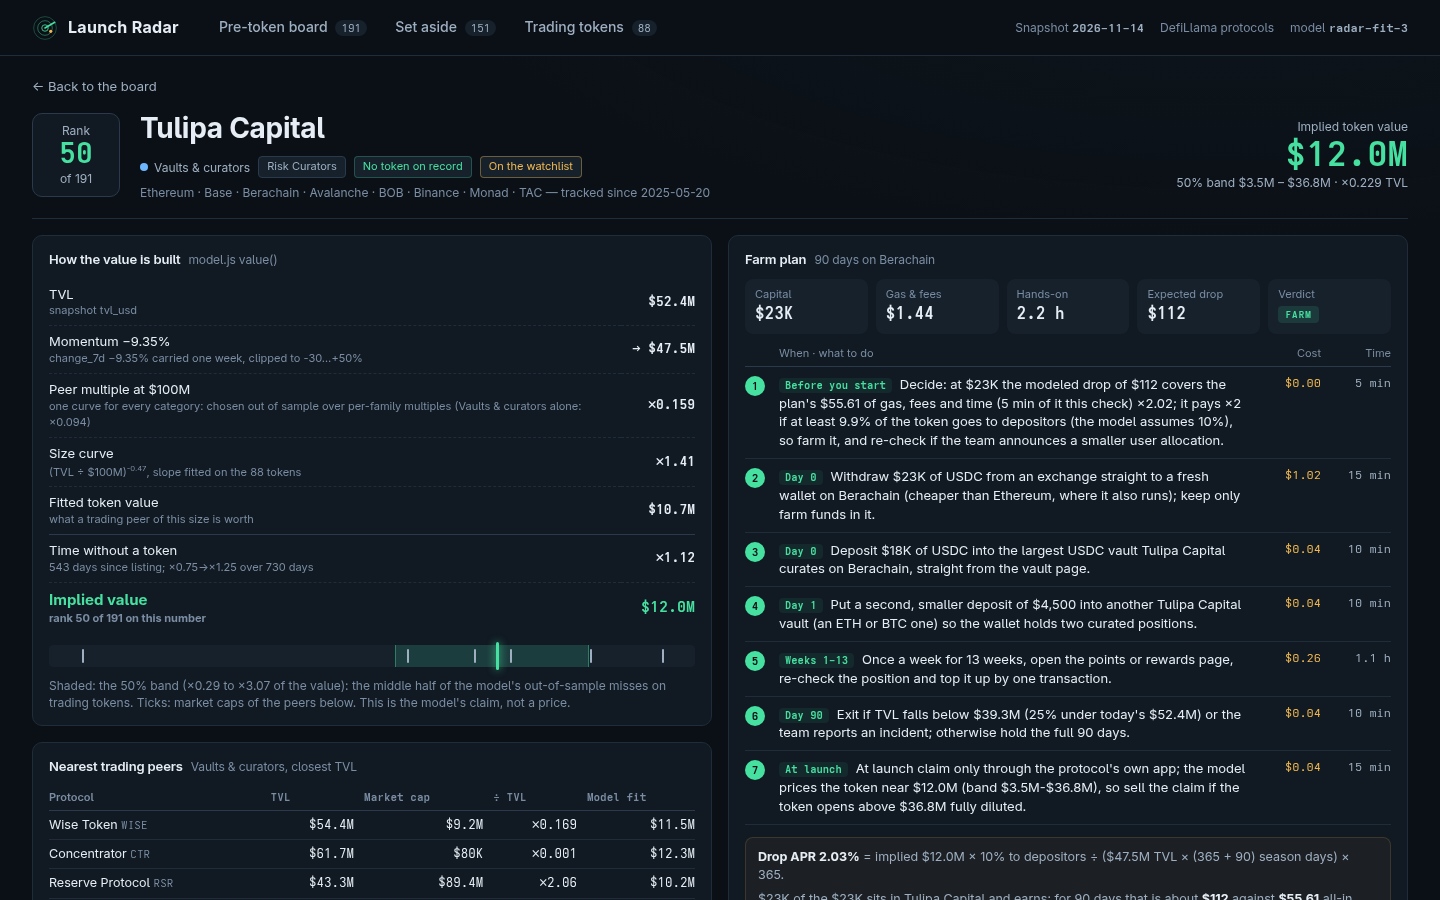 Launch Radar
Pre-token board 191
Set aside 151
Trading tokens 88
Snapshot 2026-11-14 DefiLlama protocols model radar-fit-3
← Back to the board
Rank
50
of 191
Tulipa Capital
Vaults & curators Risk Curators No token on record On the watchlist
Ethereum · Base · Berachain · Avalanche · BOB · Binance · Monad · TAC — tracked since 2025-05-20
Implied token value
$12.0M
50% band $3.5M – $36.8M · ×0.229 TVL
How the value is built model.js value()
TVL
snapshot tvl_usd
$52.4M
Momentum −9.35%
change_7d −9.35% carried one week, clipped to -30…+50%
→ $47.5M
Peer multiple at $100M
one curve for every category: chosen out of sample over per-family multiples (Vaults & curators alone:
×0.094)
×0.159
Size curve
(TVL ÷ $100M)^-0.47, slope fitted on the 88 tokens
×1.41
Fitted token value
what a trading peer of this size is worth
$10.7M
Time without a token
543 days since listing; ×0.75→×1.25 over 730 days
×1.12
Implied value
rank 50 of 191 on this number
$12.0M
Shaded: the 50% band (×0.29 to ×3.07 of the value): the middle half of the model's out-of-sample misses on
trading tokens. Ticks: market caps of the peers below. This is the model's claim, not a price.
Nearest trading peers Vaults & curators, closest TVL
Protocol TVL Market cap ÷ TVL Model fit
Wise Token WISE $54.4M $9.2M ×0.169 $11.5M
Concentrator CTR $61.7M $80K ×0.001 $12.3M
Reserve Protocol RSR $43.3M $89.4M ×2.06 $10.2M
Farm plan 90 days on Berachain
Capital
$23K
Gas & fees
$1.44
Hands-on
2.2 h
Expected drop
$112
Verdict
FARM
When · what to do Cost Time
1 Before you start Decide: at $23K the modeled drop of $112 covers the $0.00 5 min
plan's $55.61 of gas, fees and time (5 min of it this check) ×2.02; it pays ×2
if at least 9.9% of the token goes to depositors (the model assumes 10%),
so farm it, and re-check if the team announces a smaller user allocation.
2 Day 0 Withdraw $23K of USDC from an exchange straight to a fresh $1.02 15 min
wallet on Berachain (cheaper than Ethereum, where it also runs); keep only
farm funds in it.
3 Day 0 Deposit $18K of USDC into the largest USDC vault Tulipa Capital $0.04 10 min
curates on Berachain, straight from the vault page.
4 Day 1 Put a second, smaller deposit of $4,500 into another Tulipa Capital $0.04 10 min
vault (an ETH or BTC one) so the wallet holds two curated positions.
5 Weeks 1–13 Once a week for 13 weeks, open the points or rewards page, $0.26 1.1 h
re-check the position and top it up by one transaction.
6 Day 90 Exit if TVL falls below $39.3M (25% under today's $52.4M) or the $0.04 10 min
team reports an incident; otherwise hold the full 90 days.
7 At launch At launch claim only through the protocol's own app; the model $0.04 15 min
prices the token near $12.0M (band $3.5M-$36.8M), so sell the claim if the
token opens above $36.8M fully diluted.
Drop APR 2.03% = implied $12.0M × 10% to depositors ÷ ($47.5M TVL × (365 + 90) season days) ×
365.
$23K of the $23K sits in Tulipa Capital and earns; for 90 days that is about $112 against $55.61 all-in.